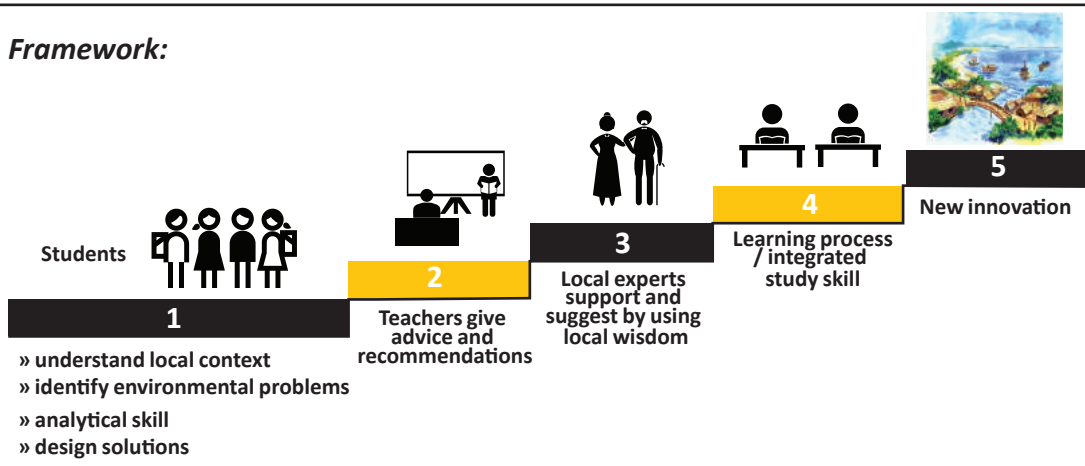 Framework:
Students
1
» understand local context
» identify environmental problems
» analytical skill
» design solutions
2
Teachers give
advice and
recommendations
3
Local experts
support and
suggest by using
local wisdom
4
Learning process
/ integrated
study skill
5
New innovation